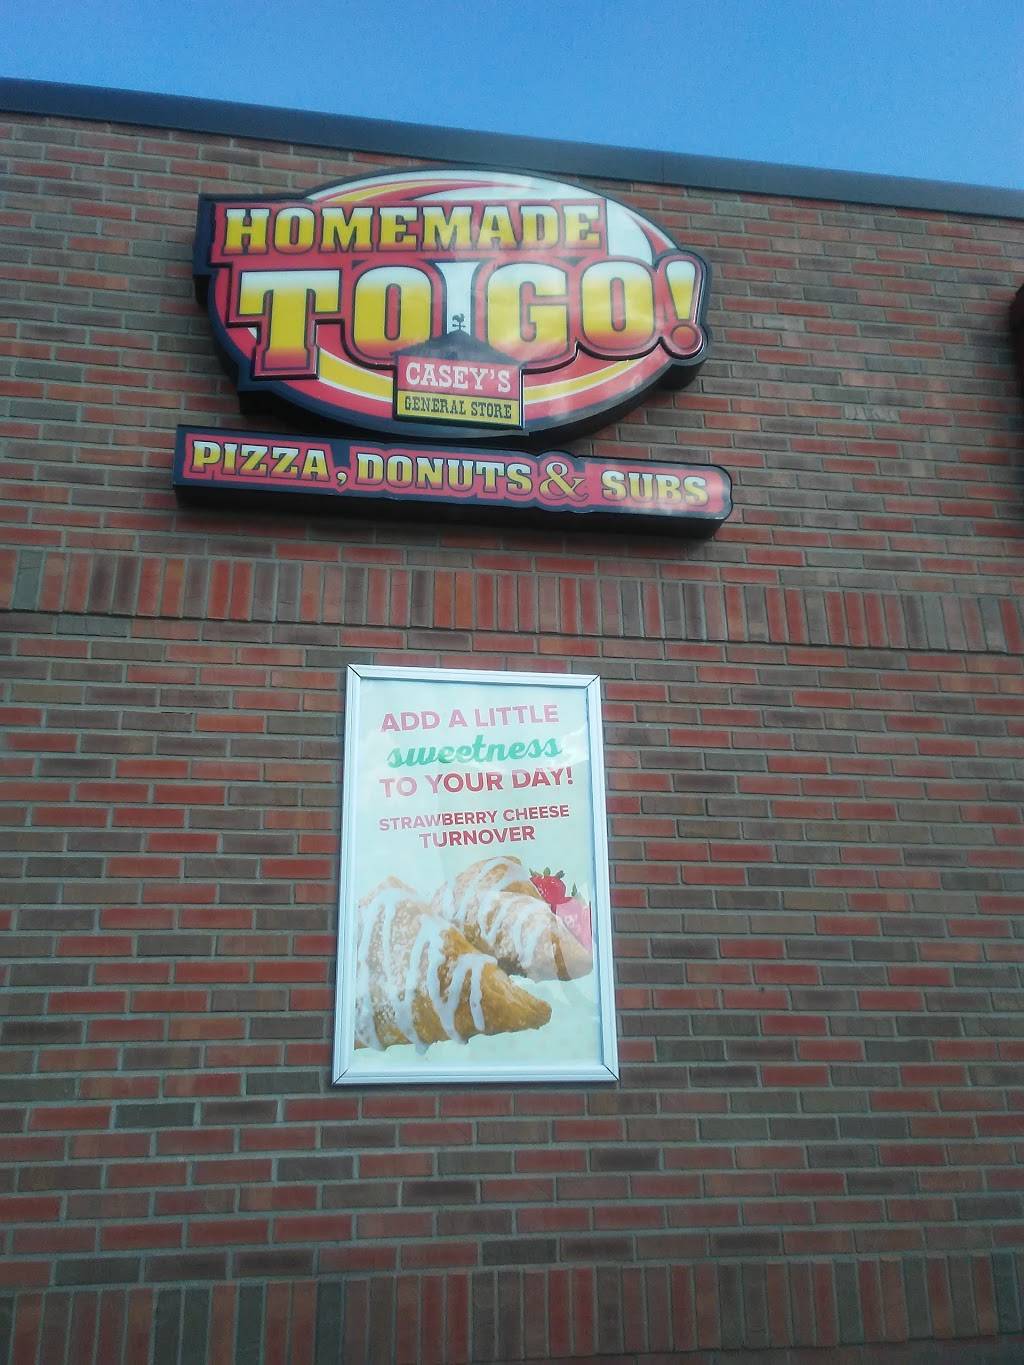 HOMEMADE
TO GO!
CASEY'S
GENERAL STORE
PIZZA, DONUTS & SUBS
ADD A LITTLE
sweetness
TO YOUR DAY!
STRAWBERRY CHEESE
TURNOVER